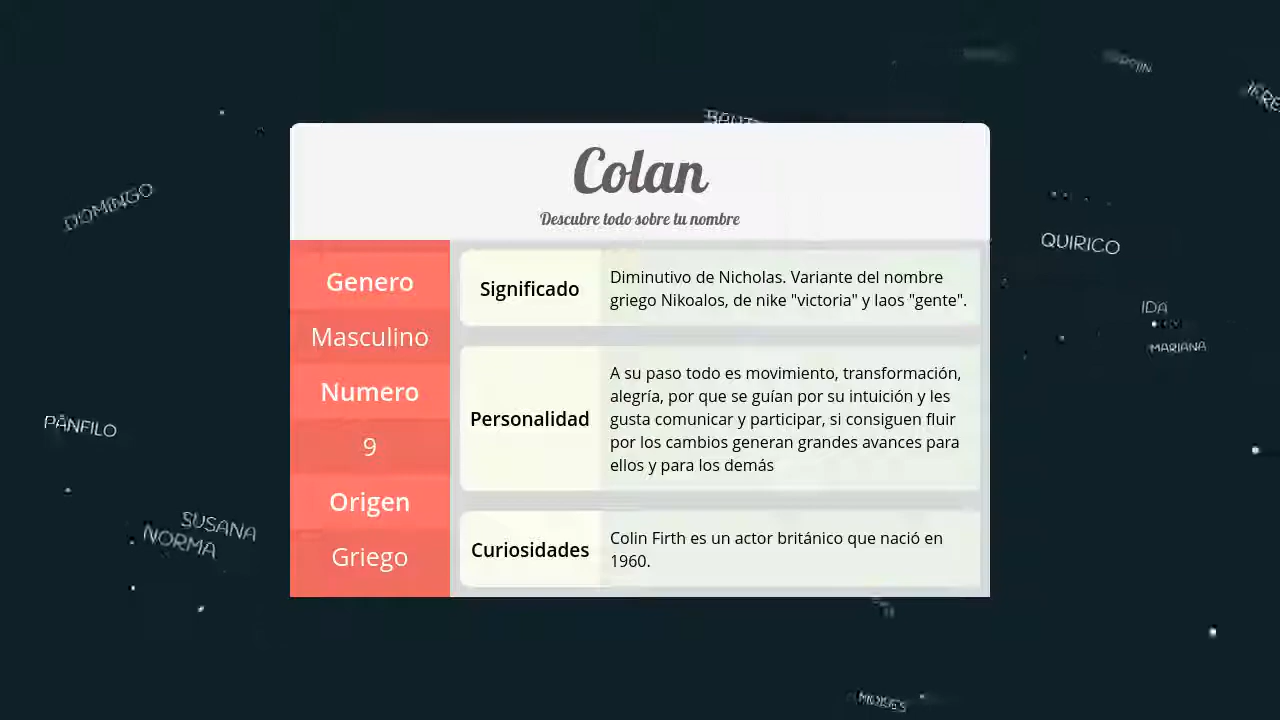 Colan
Descubre todo sobre tu nombre
Genero
Masculino
Numero
9
Origen
Griego
Significado
Diminutivo de Nicholas. Variante del nombre
griego Nikoalos, de nike "victoria" y laos "gente".
Personalidad
A su paso todo es movimiento, transformación,
alegría, por que se guían por su intuición y les
gusta comunicar y participar, si consiguen fluir
por los cambios generan grandes avances para
ellos y para los demás
Curiosidades
Colin Firth es un actor británico que nació en
1960.
DOMINGO
PÁNFILO
SUSANA
NORMA
QUIRICO
IDA
MARIANA